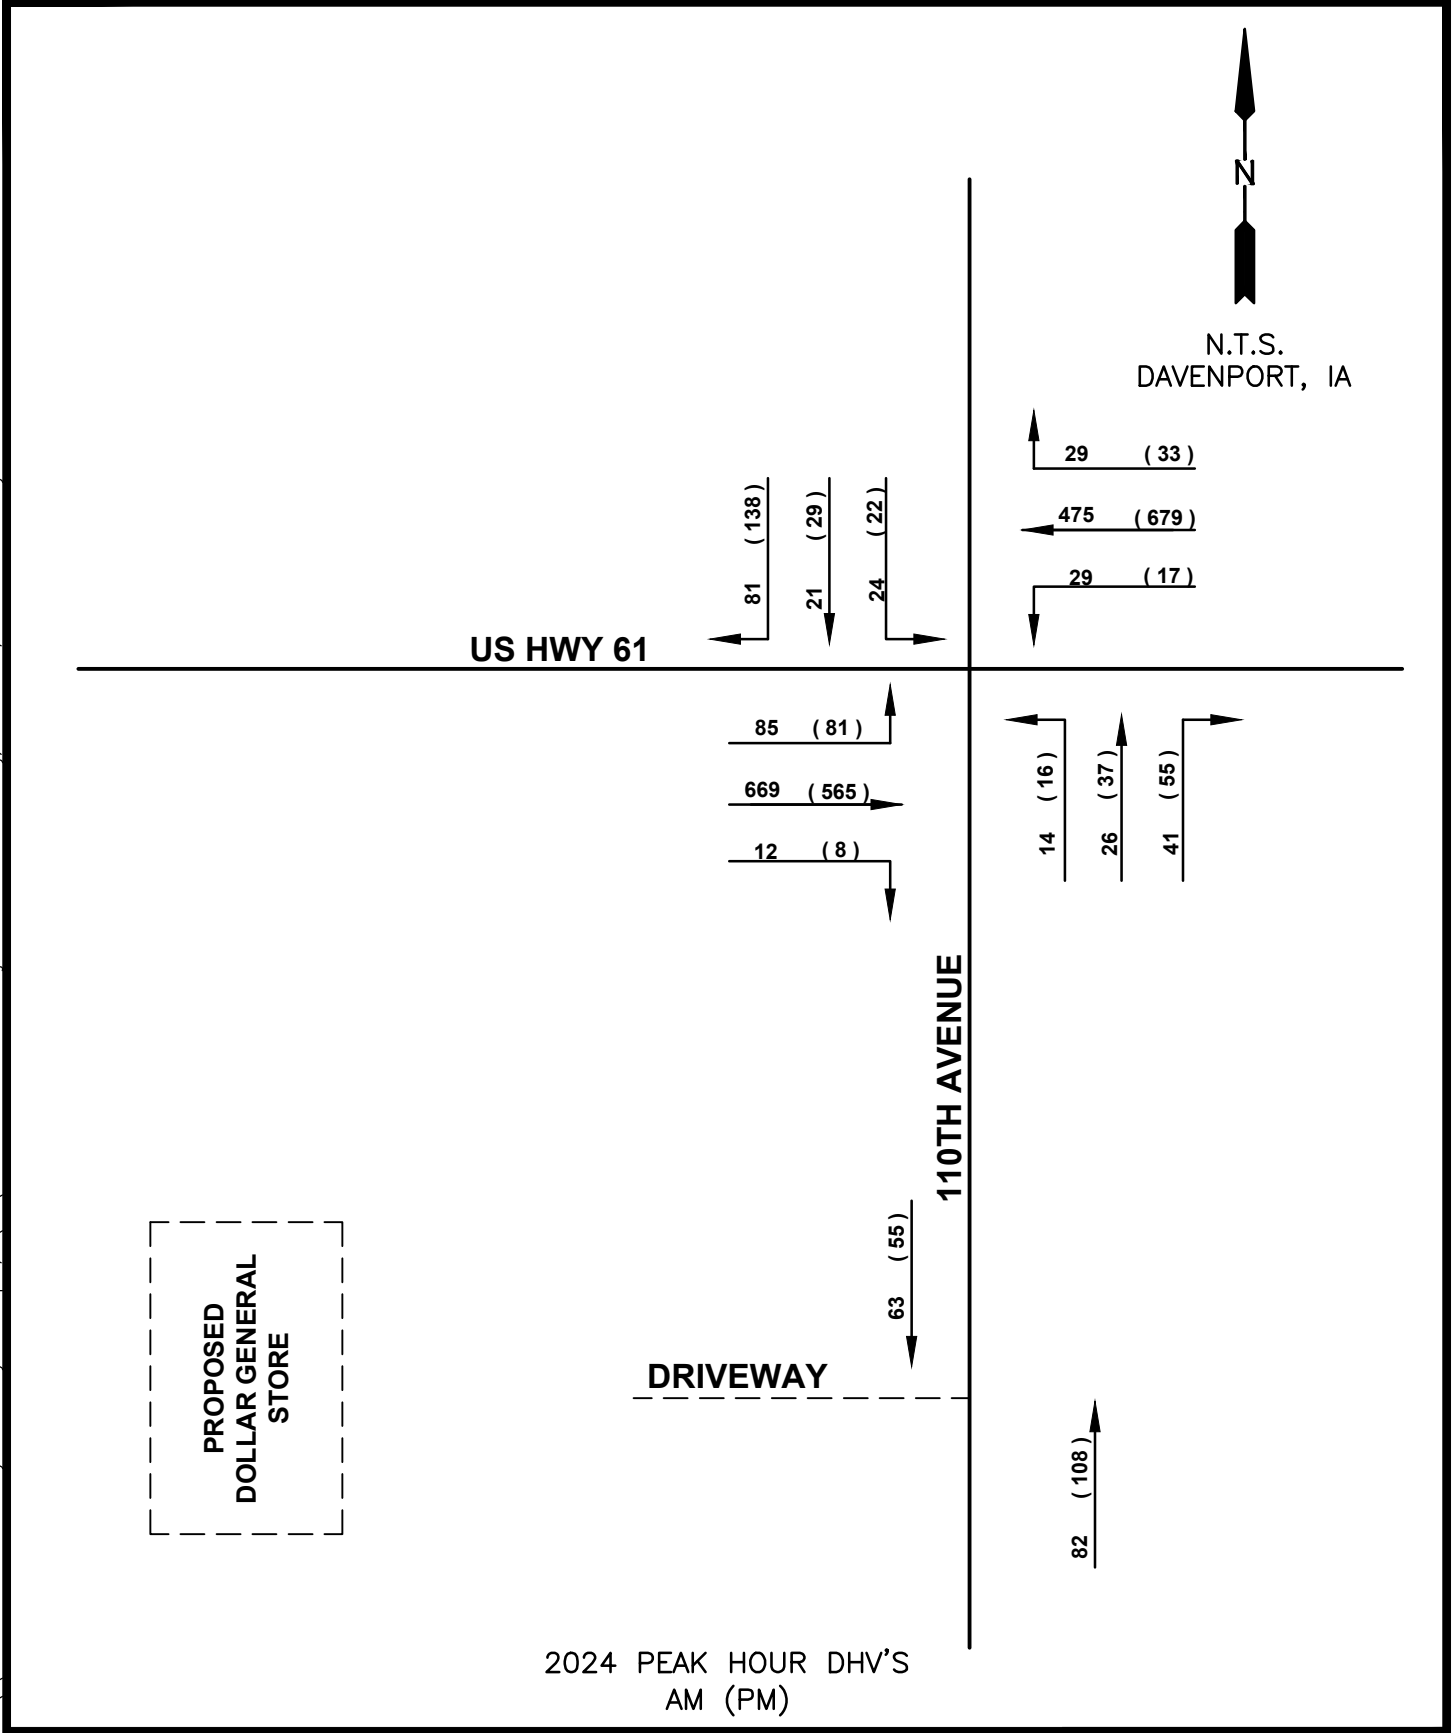 N
N.T.S.
DAVENPORT, IA
29 (33)
475 (679)
29 (17)
81 (138)
21 (29)
24 (22)
US HWY 61
85 (81)
669 (565)
12 (8)
14 (16)
26 (37)
41 (55)
110TH AVENUE
63 (55)
DRIVEWAY
PROPOSED
DOLLAR GENERAL
STORE
82 (108)
2024 PEAK HOUR DHV'S
AM (PM)